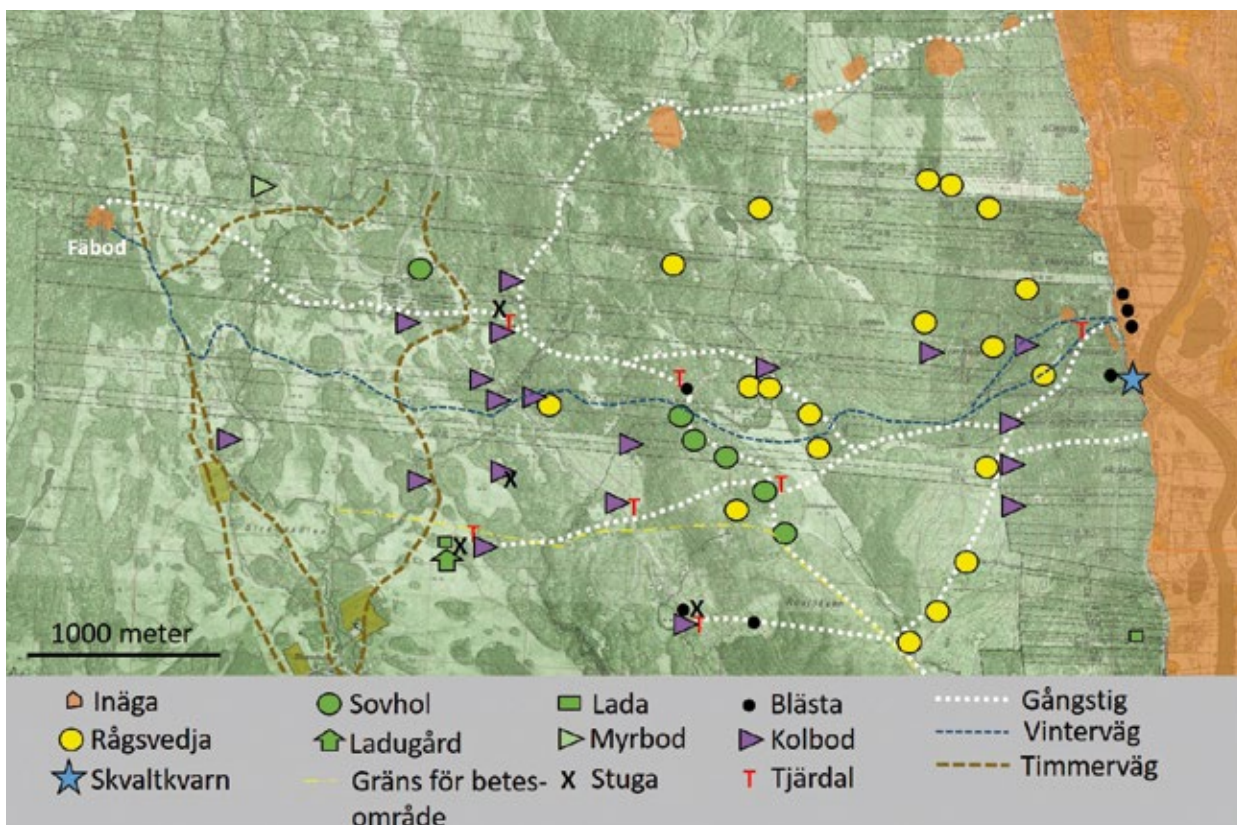 Fäbod
1000 meter
Inäga
Sovhol
Lada
Blästa
Gångstig
Rågsvedja
Ladugård
Myrbod
Kolbod
Vinterväg
Skvaltkvarn
Gräns för betes-
område
X Stuga
T Tjärdal
Timmerväg